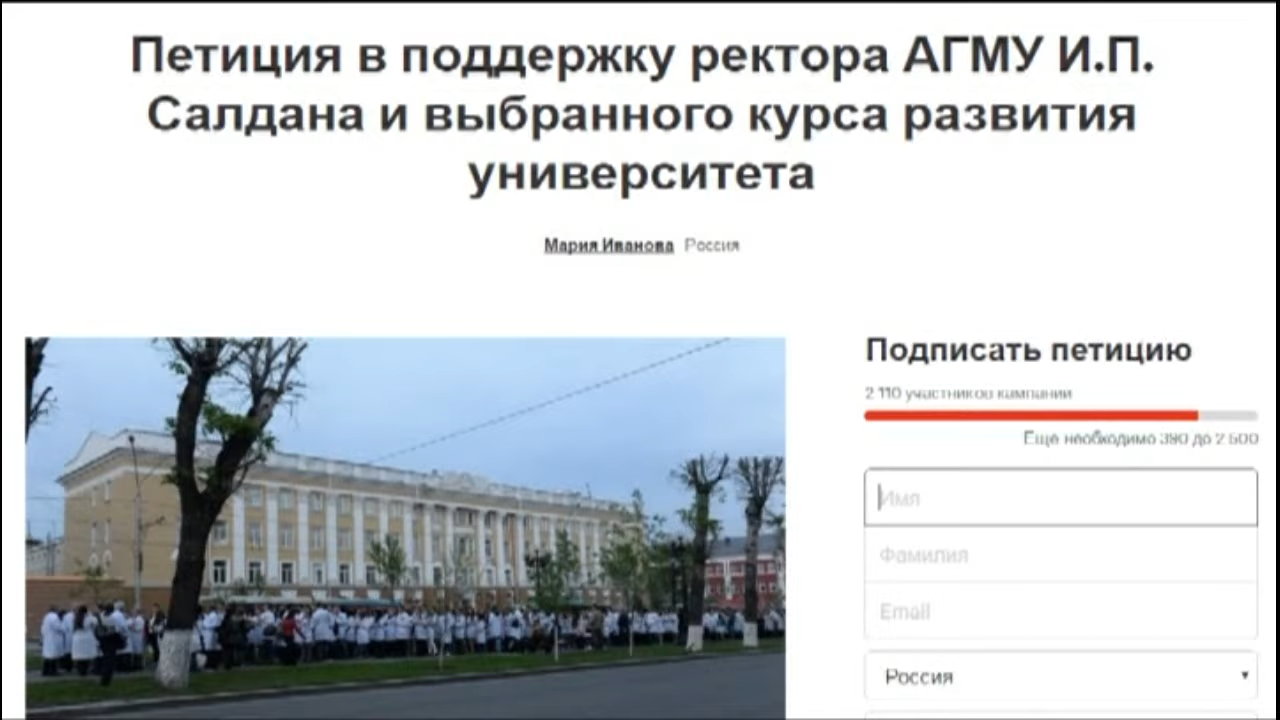 Петиция в поддержку ректора АГМУ И.П.
Салдана и выбранного курса развития
университета
Мария Иванова Россия
Подписать петицию
2 110 участников кампании
Еще необходимо 390 до 2 500
Имя
Фамилия
Email
Россия